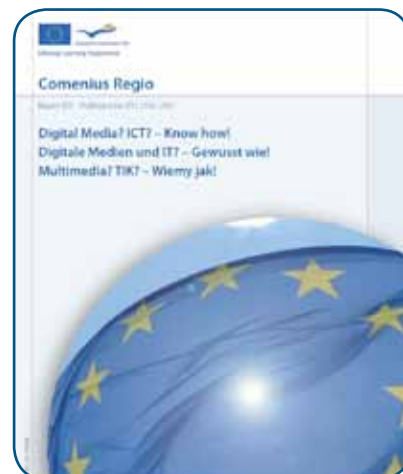 Comenius Regio
Digital Media? ICT? – Know how!
Digitale Medien und IT? – Gewusst wie!
Multimedia? TIK? – Wiemy jak!